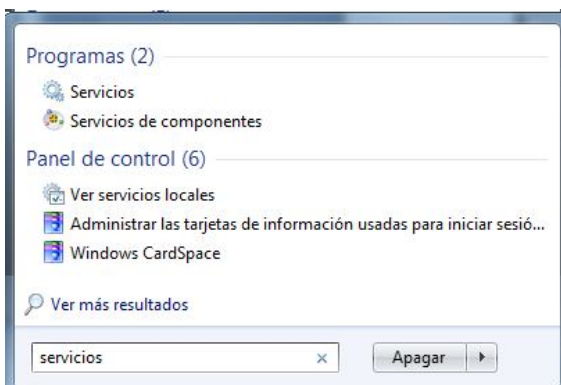 Programas (2)
Servicios
Servicios de componentes
Panel de control (6)
Ver servicios locales
Administrar las tarjetas de información usadas para iniciar sesió...
Windows CardSpace
Ver más resultados
servicios
Apagar